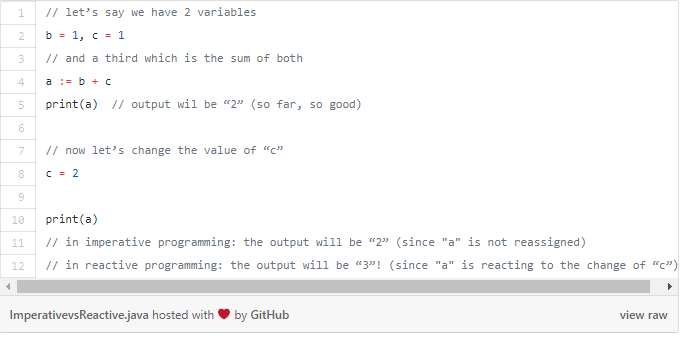 1 // let’s say we have 2 variables
2 b = 1, c = 1
3 // and a third which is the sum of both
4 a := b + c
5 print(a)  // output wil be “2” (so far, so good)
6
7 // now let’s change the value of “c”
8 c = 2
9
10 print(a)
11 // in imperative programming: the output will be “2” (since "a" is not reassigned)
12 // in reactive programming: the output will be “3”! (since "a" is reacting to the change of “c”)
ImperativevsReactive.java hosted with ❤ by GitHub view raw